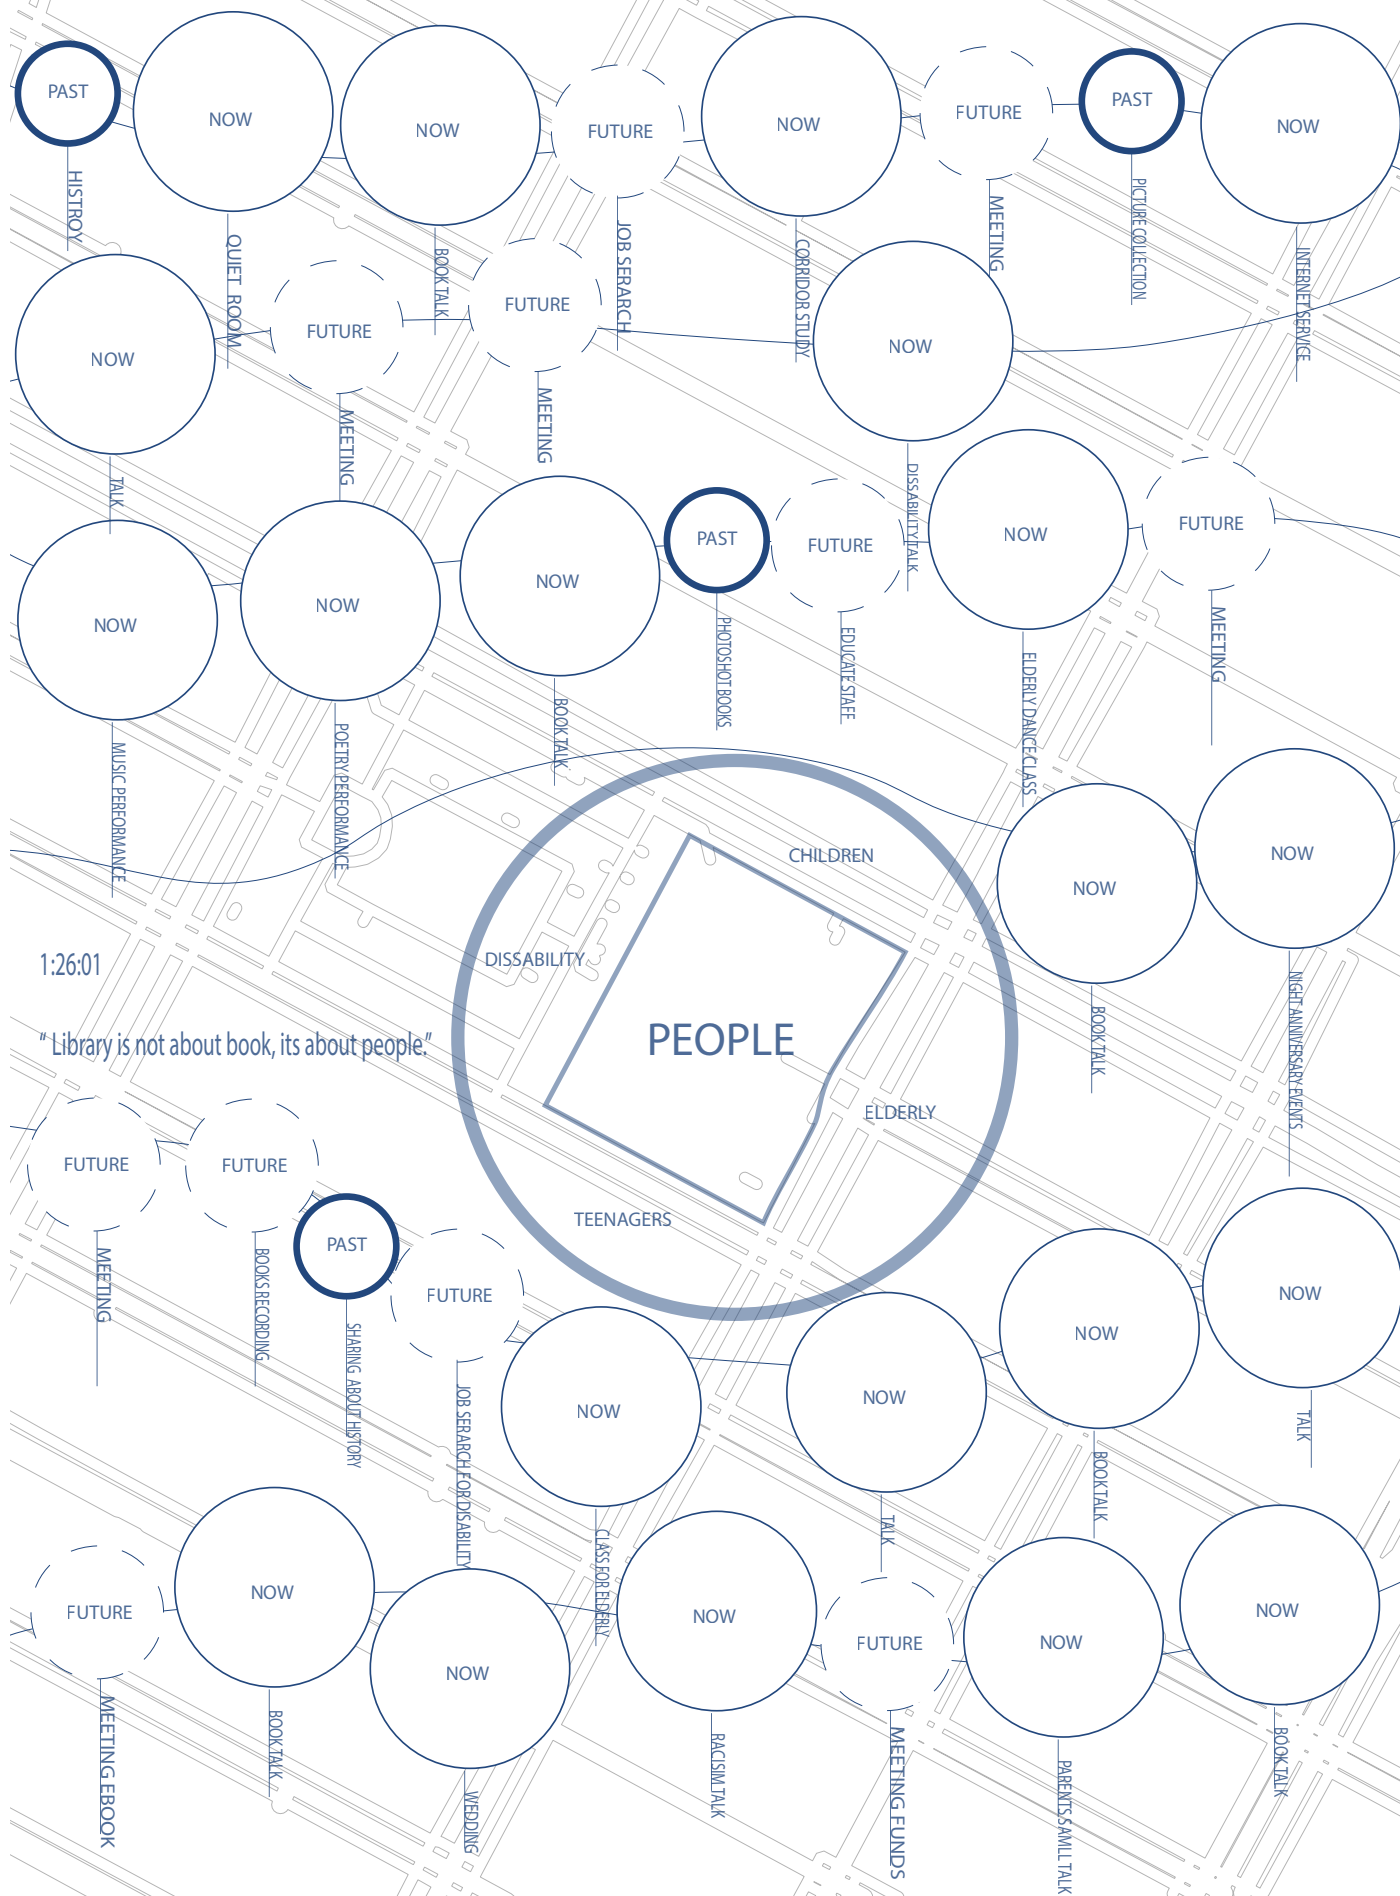 PAST
HISTROY
NOW
QUIET ROOM
NOW
BOOK TALK
FUTURE
JOB SERARCH
NOW
CORRIDOR STUDY
FUTURE
MEETING
PAST
PICTURE COLLECTION
NOW
INTERNET SERVICE
NOW
TALK
FUTURE
MEETING
FUTURE
MEETING
NOW
DISSABILITY TALK
NOW
MUSIC PERFORMANCE
NOW
POETRY PERFORMANCE
NOW
BOOK TALK
PAST
PHOTOSHOT BOOKS
FUTURE
EDUCATE STAFF
NOW
ELDERLY DANCE CLASS
FUTURE
MEETING
NOW
BOOK TALK
NOW
NIGHT ANNIVERSARY EVENTS
CHILDREN
DISSABILITY
PEOPLE
ELDERLY
TEENAGERS
1:26:01
“ Library is not about book, its about people.”
FUTURE
MEETING
FUTURE
BOOKS RECORDING
PAST
SHARING ABOUT HISTORY
FUTURE
JOB SERARCH FOR DISABILITY
NOW
CLASS FOR ELDERLY
NOW
TALK
NOW
BOOK TALK
NOW
TALK
FUTURE
MEETING EBOOK
NOW
BOOK TALK
NOW
WEDDING
NOW
RACISIM TALK
FUTURE
MEETING FUNDS
NOW
PARENTS SAMLL TALK
NOW
BOOK TALK